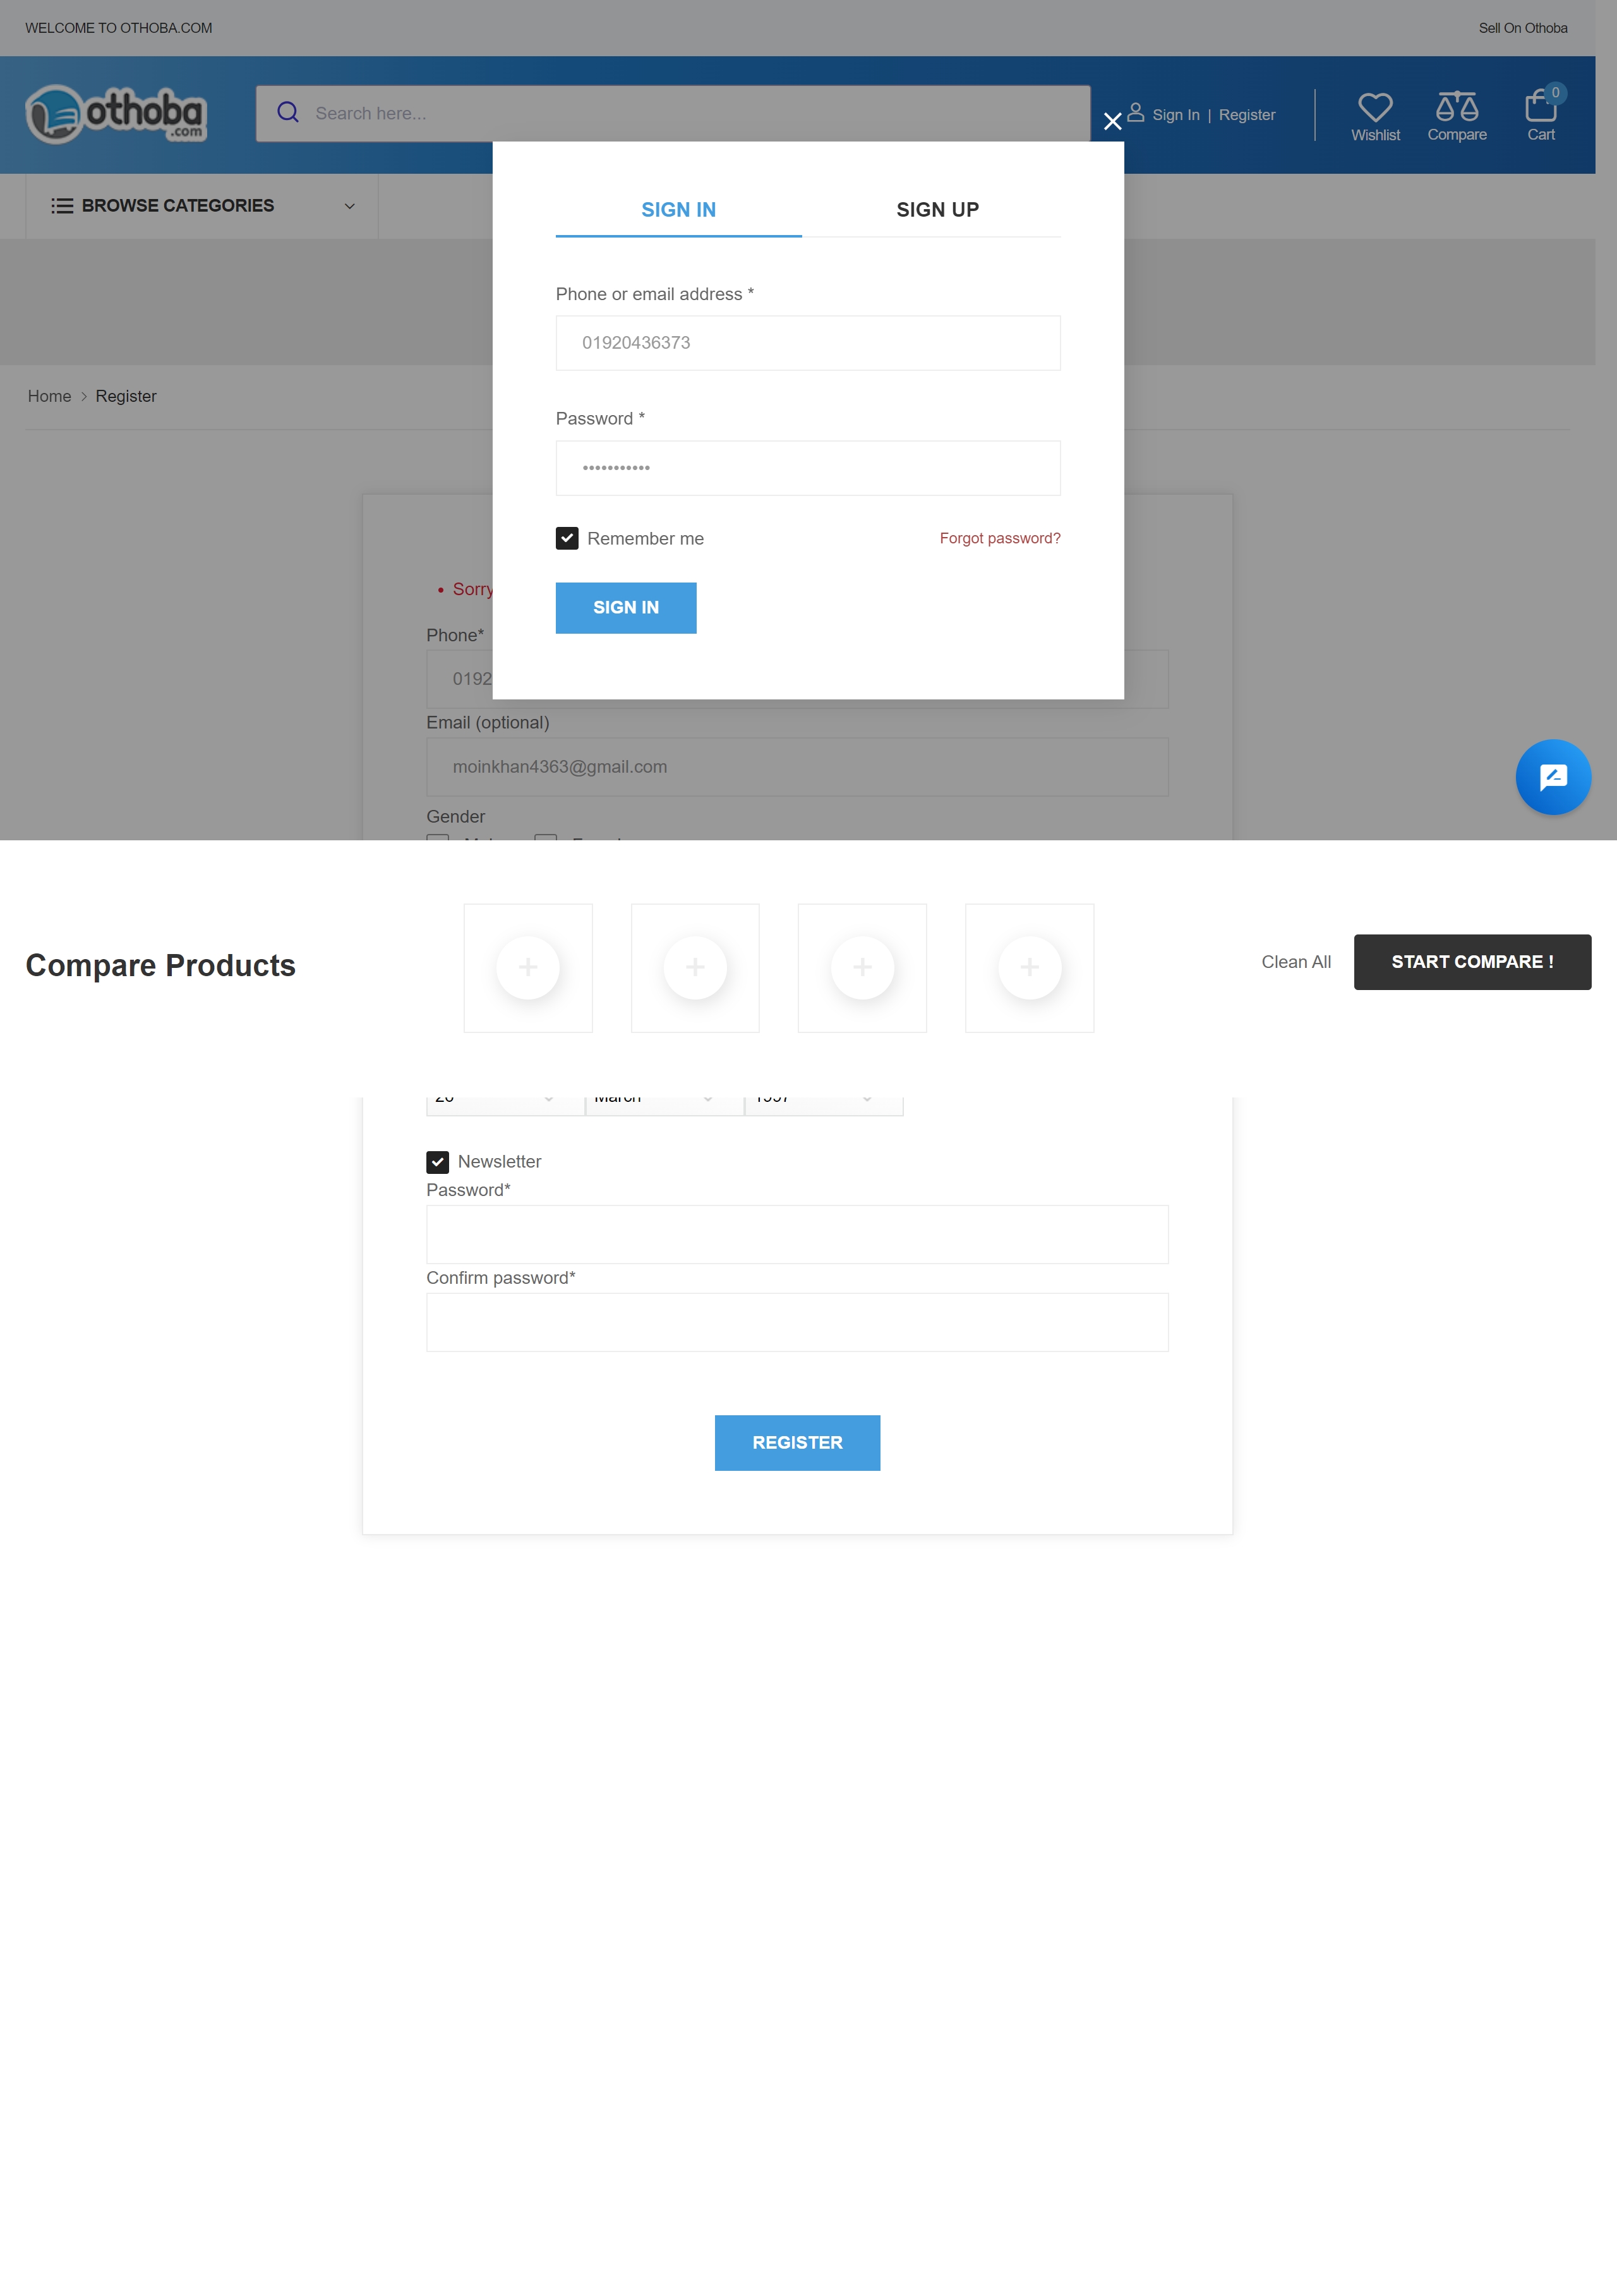 WELCOME TO OTHOBA.COM
Sell On Othoba
othoba
.com
Search here...
Sign In | Register
Wishlist
Compare
0
Cart
BROWSE CATEGORIES
SIGN IN
SIGN UP
Phone or email address *
01920436373
Password *
•••••••••••
Remember me
Forgot password?
SIGN IN
Home > Register
• Sorry
Phone*
0192
Email (optional)
moinkhan4363@gmail.com
Gender
Compare Products
Clean All
START COMPARE !
March
Newsletter
Password*
Confirm password*
REGISTER